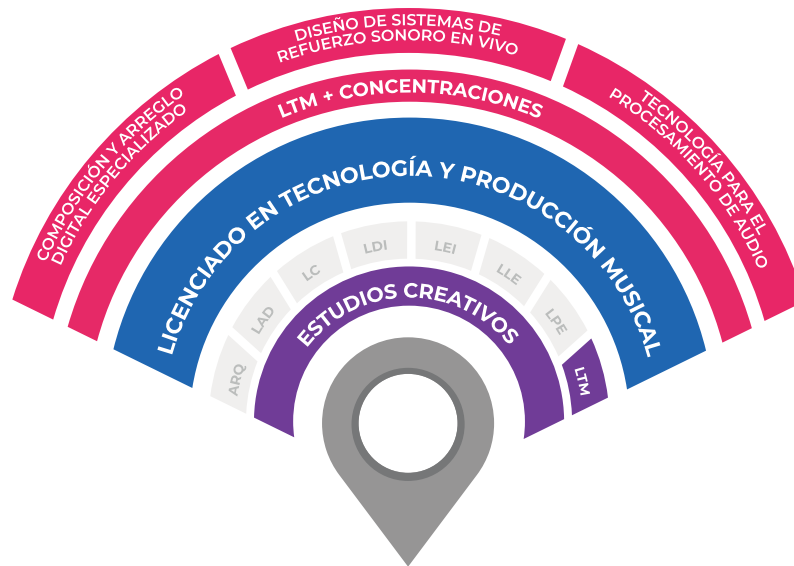 COMPOSICIÓN Y ARREGLO
DIGITAL ESPECIALIZADO
DISEÑO DE SISTEMAS DE
REFUERZO SONORO EN VIVO
TECNOLOGÍA PARA EL
PROCESAMIENTO DE AUDIO
LTM + CONCENTRACIONES
LICENCIADO EN TECNOLOGÍA Y PRODUCCIÓN MUSICAL
ARQ
LAD
LC
LDI
LEI
LLE
LPE
LTM
ESTUDIOS CREATIVOS